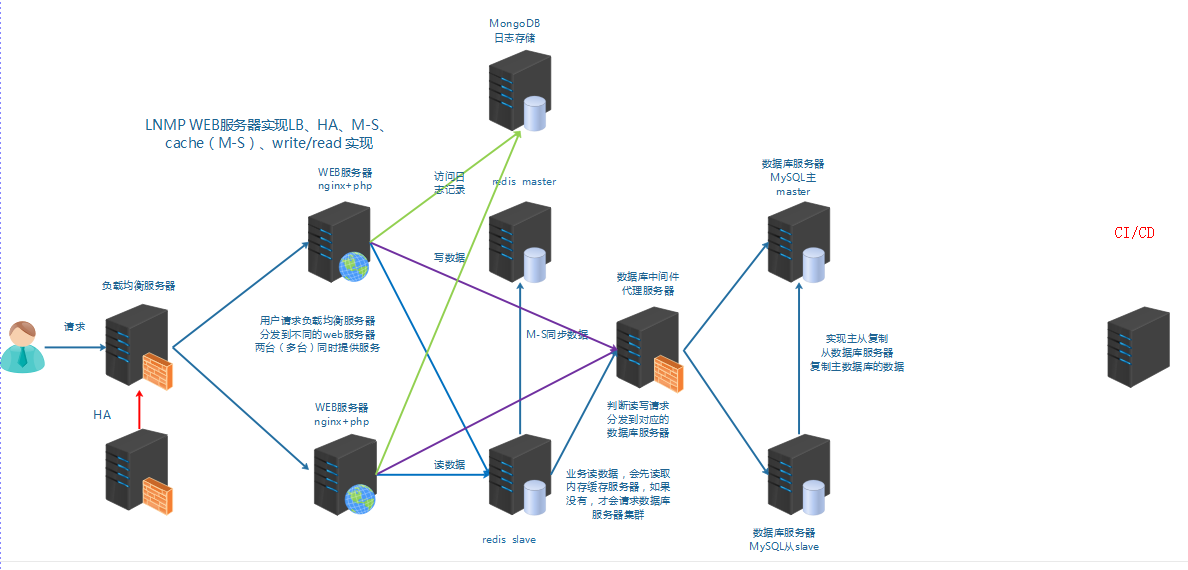 MongoDB
日志存储
LNMP WEB服务器实现LB、HA、M-S、
cache（M-S）、write/read 实现
WEB服务器
nginx+php
访问日
志记录
redis master
数据库服务器
MySQL主
master
CI/CD
写数据
数据库中间件
代理服务器
负载均衡服务器
请求
用户请求负载均衡服务器
分发到不同的web服务器
两台（多台）同时提供服务
M-S同步数据
实现主从复制
从数据库服务器
复制主数据库的数据
HA
WEB服务器
nginx+php
判断读写请求
分发到对应的
数据库服务器
读数据
业务读数据，会先读取
内存缓存服务器，如果
没有，才会请求数据库
服务器集群
redis slave
数据库服务器
MySQL从slave